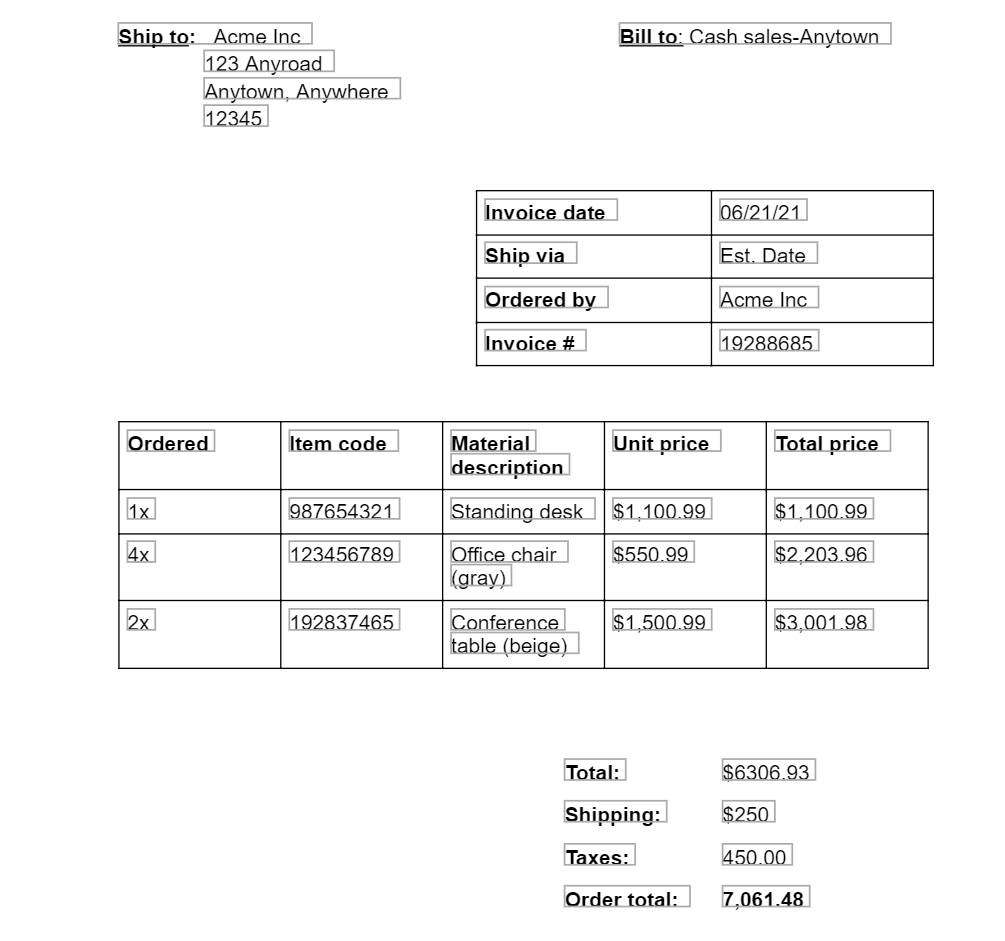 Ship to: Acme Inc
Bill to: Cash sales-Anytown
123 Anyroad
Anytown, Anywhere
12345
Invoice date 06/21/21
Ship via Est. Date
Ordered by Acme Inc
Invoice # 19288685
Ordered Item code Material description Unit price Total price
1x 987654321 Standing desk $1,100.99 $1,100.99
4x 123456789 Office chair (gray) $550.99 $2,203.96
2x 192837465 Conference table (beige) $1,500.99 $3,001.98
Total: $6306.93
Shipping: $250
Taxes: 450.00
Order total: 7,061.48